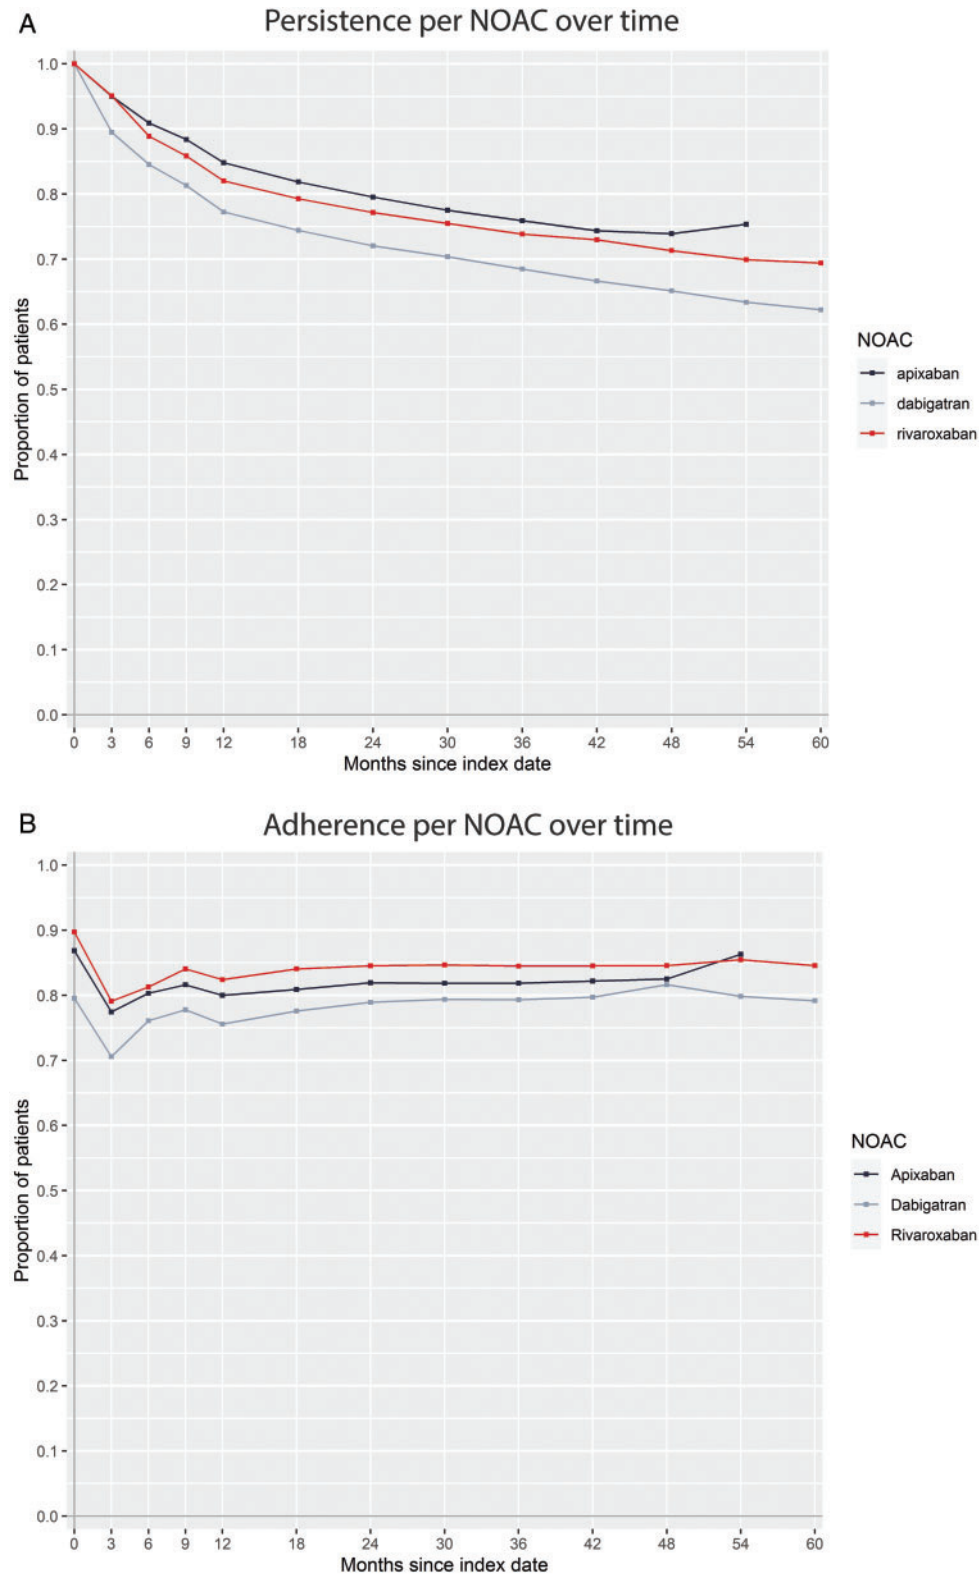 A
Persistence per NOAC over time
1.0
0.9
0.8
0.7
0.6
0.5
0.4
0.3
0.2
0.1
0.0
Proportion of patients
0 3 6 9 12 18 24 30 36 42 48 54 60
Months since index date
NOAC
apixaban
dabigatran
rivaroxaban
B
Adherence per NOAC over time
1.0
0.9
0.8
0.7
0.6
0.5
0.4
0.3
0.2
0.1
0.0
Proportion of patients
0 3 6 9 12 18 24 30 36 42 48 54 60
Months since index date
NOAC
Apixaban
Dabigatran
Rivaroxaban